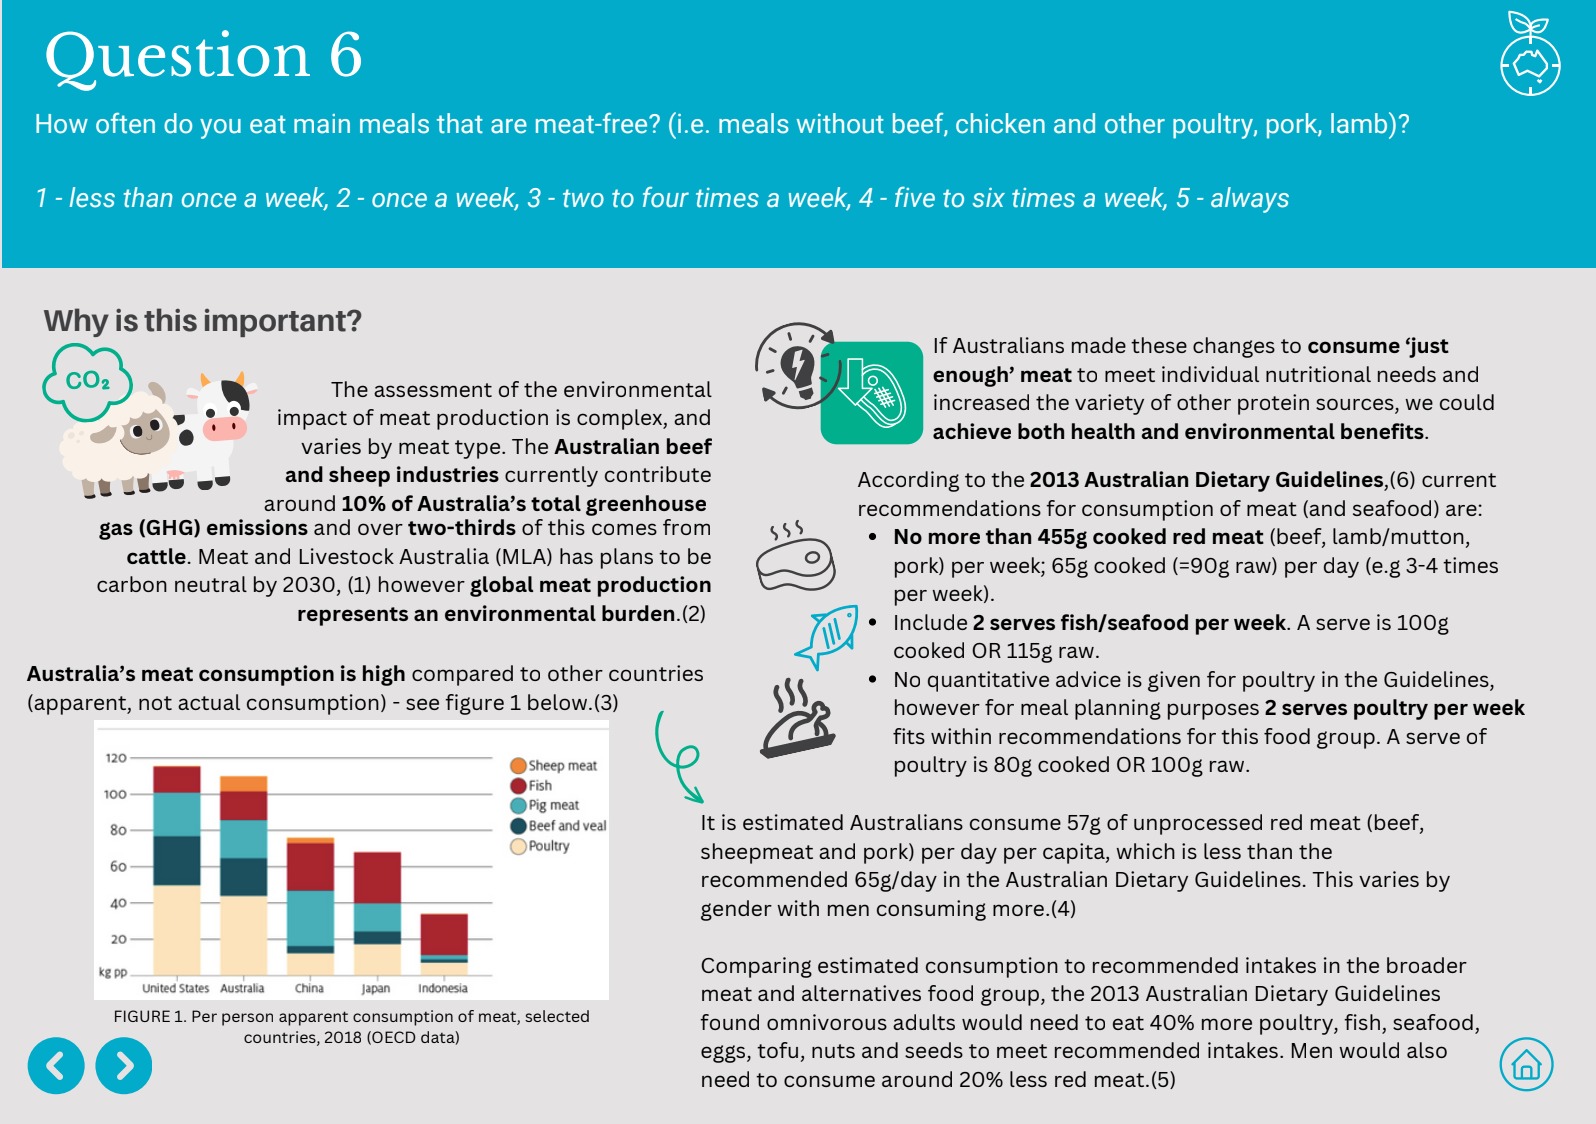 Question 6
How often do you eat main meals that are meat-free? (i.e. meals without beef, chicken and other poultry, pork, lamb)?
1 - less than once a week, 2 - once a week, 3 - two to four times a week, 4 - five to six times a week, 5 - always
Why is this important?
CO₂
The assessment of the environmental
impact of meat production is complex, and
varies by meat type. The Australian beef
and sheep industries currently contribute
around 10% of Australia's total greenhouse
gas (GHG) emissions and over two-thirds of this comes from
cattle. Meat and Livestock Australia (MLA) has plans to be
carbon neutral by 2030, (1) however global meat production
represents an environmental burden.(2)
Australia's meat consumption is high compared to other countries
(apparent, not actual consumption) - see figure 1 below.(3)
120
100
80
60
40
20
kg pp
United States
Australia
China
Japan
Indonesia
Sheep meat
Fish
Pig meat
Beef and veal
Poultry
FIGURE 1. Per person apparent consumption of meat, selected
countries, 2018 (OECD data)
If Australians made these changes to consume ‘just
enough’ meat to meet individual nutritional needs and
increased the variety of other protein sources, we could
achieve both health and environmental benefits.
According to the 2013 Australian Dietary Guidelines,(6) current
recommendations for consumption of meat (and seafood) are:
• No more than 455g cooked red meat (beef, lamb/mutton,
pork) per week; 65g cooked (=90g raw) per day (e.g 3-4 times
per week).
• Include 2 serves fish/seafood per week. A serve is 100g
cooked OR 115g raw.
• No quantitative advice is given for poultry in the Guidelines,
however for meal planning purposes 2 serves poultry per week
fits within recommendations for this food group. A serve of
poultry is 80g cooked OR 100g raw.
It is estimated Australians consume 57g of unprocessed red meat (beef,
sheepmeat and pork) per day per capita, which is less than the
recommended 65g/day in the Australian Dietary Guidelines. This varies by
gender with men consuming more.(4)
Comparing estimated consumption to recommended intakes in the broader
meat and alternatives food group, the 2013 Australian Dietary Guidelines
found omnivorous adults would need to eat 40% more poultry, fish, seafood,
eggs, tofu, nuts and seeds to meet recommended intakes. Men would also
need to consume around 20% less red meat.(5)